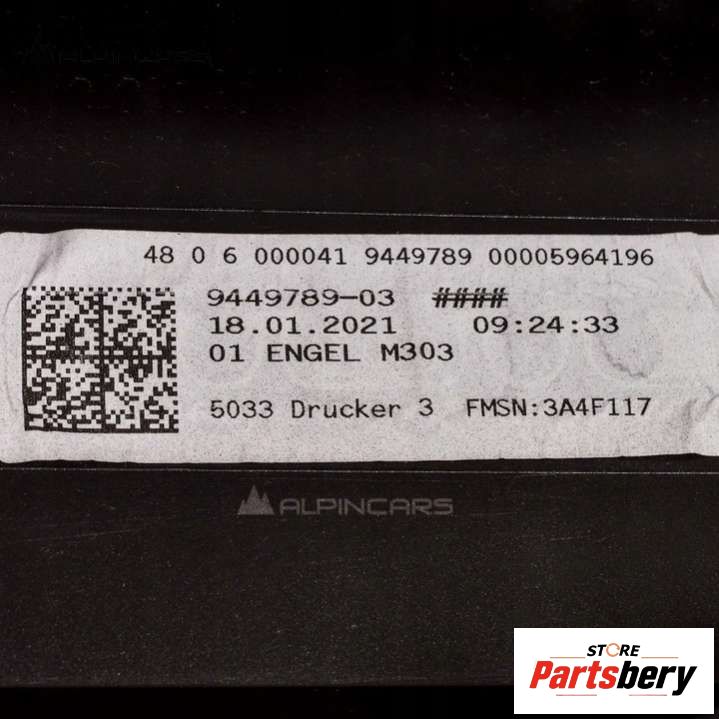 ALPINCARS
48 0 6 000041 9449789 00005964196
9449789-03 ####
18.01.2021 09:24:33
01 ENGEL M303
5033 Drucker 3 FMSN:3A4F117
ALPINCARS
STORE
Partsbery